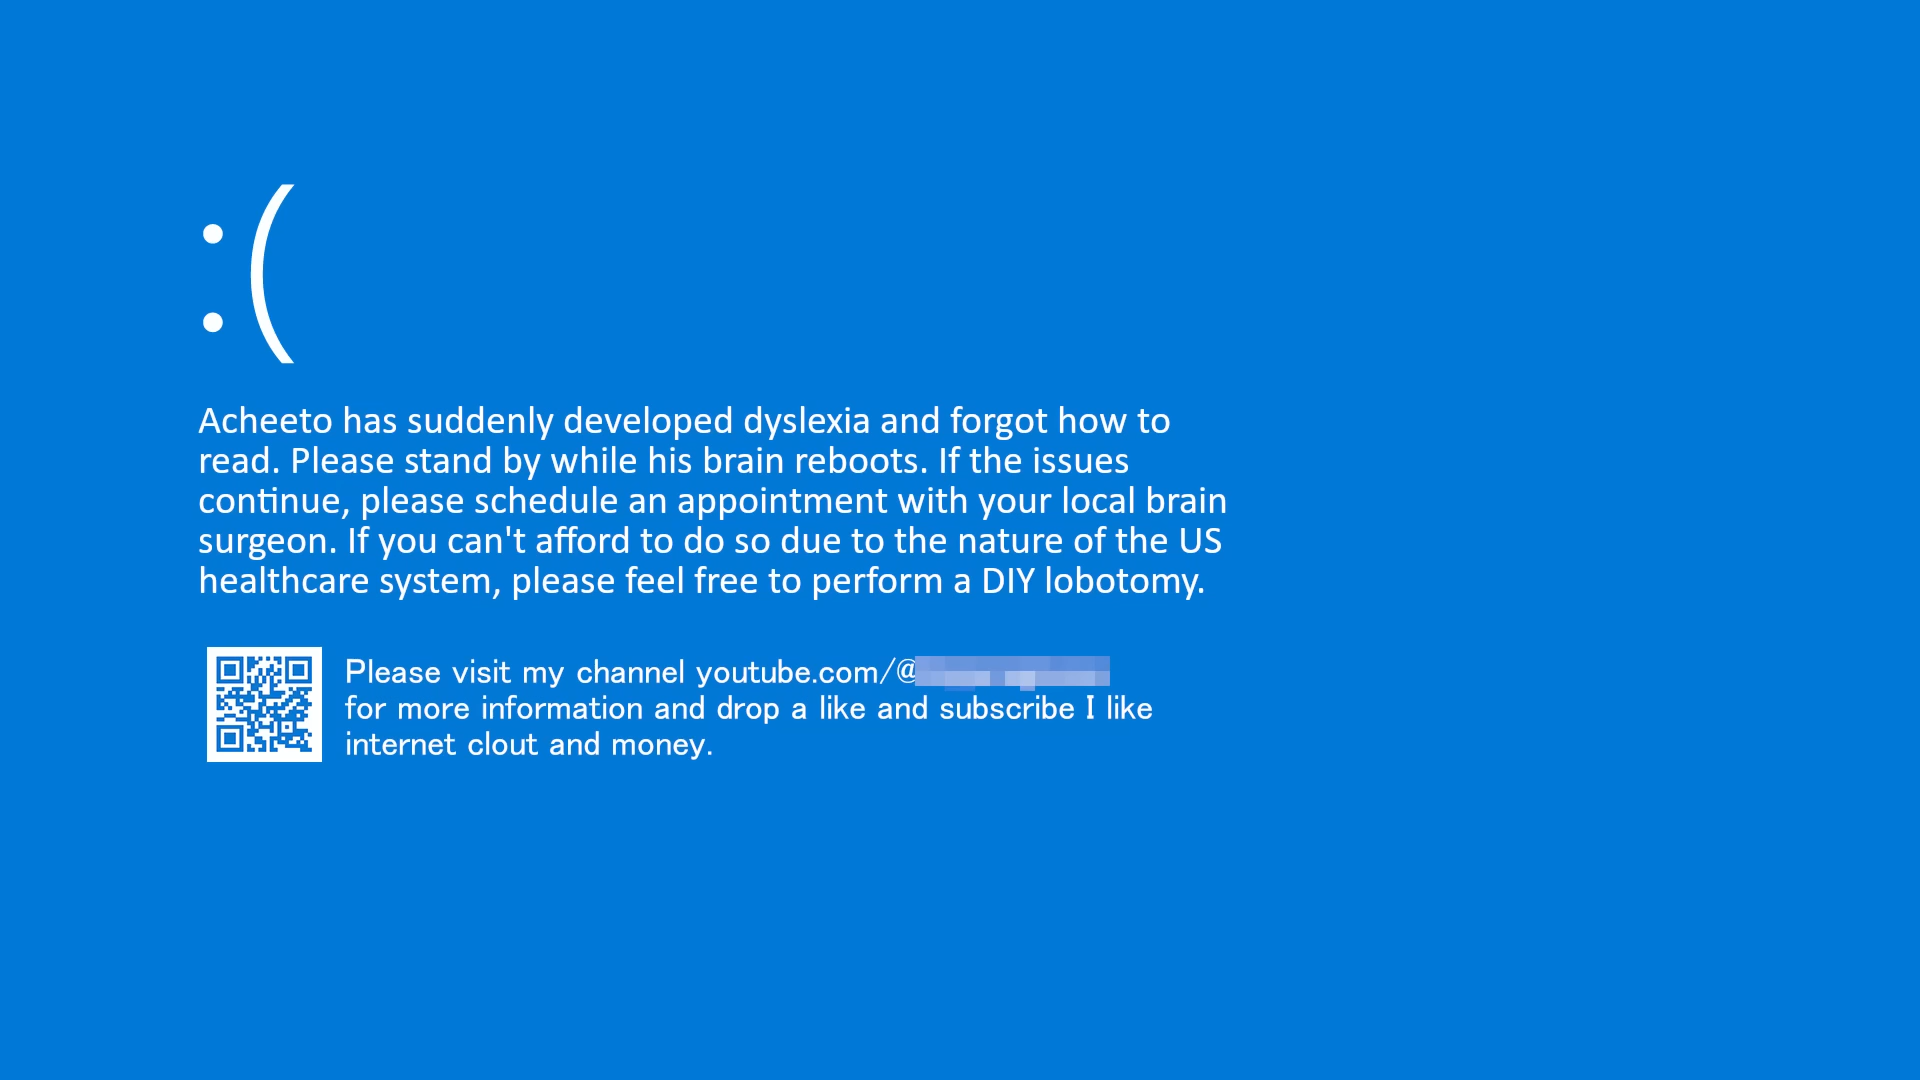 :(
Acheeto has suddenly developed dyslexia and forgot how to
read. Please stand by while his brain reboots. If the issues
continue, please schedule an appointment with your local brain
surgeon. If you can't afford to do so due to the nature of the US
healthcare system, please feel free to perform a DIY lobotomy.
Please visit my channel youtube.com/@
for more information and drop a like and subscribe I like
internet clout and money.